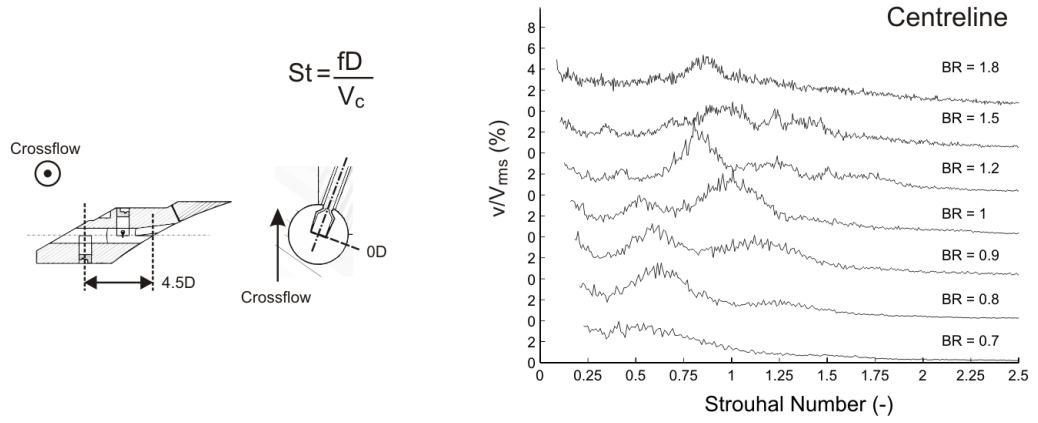 Centreline
St = fD
Vc
Crossflow
4.5D
0D
Crossflow
v/Vrms (%)
8
6
4
2
0
2
0
2
0
2
0
2
0
2
0
2
0
BR = 1.8
BR = 1.5
BR = 1.2
BR = 1
BR = 0.9
BR = 0.8
BR = 0.7
0 0.25 0.5 0.75 1 1.25 1.5 1.75 2 2.25 2.5
Strouhal Number (-)